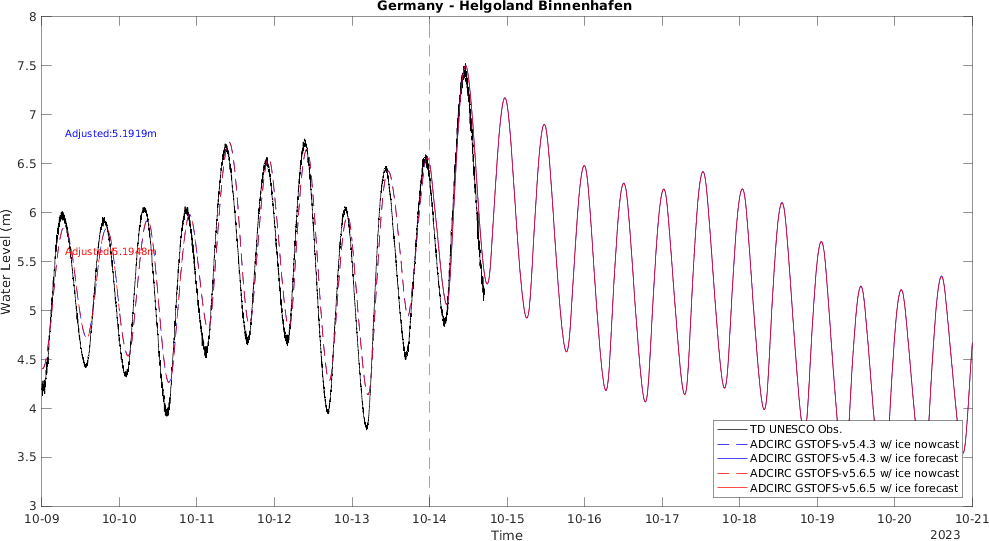 Germany - Helgoland Binnenhafen
Water Level (m)
8
7.5
7
6.5
6
5.5
5
4.5
4
3.5
3
Adjusted:5.1919m
Adjusted:5.1948m
TD UNESCO Obs.
ADCIRC GSTOFS-v5.4.3 w/ ice nowcast
ADCIRC GSTOFS-v5.4.3 w/ ice forecast
ADCIRC GSTOFS-v5.6.5 w/ ice nowcast
ADCIRC GSTOFS-v5.6.5 w/ ice forecast
10-09 10-10 10-11 10-12 10-13 10-14 10-15 10-16 10-17 10-18 10-19 10-20 10-21
Time
2023